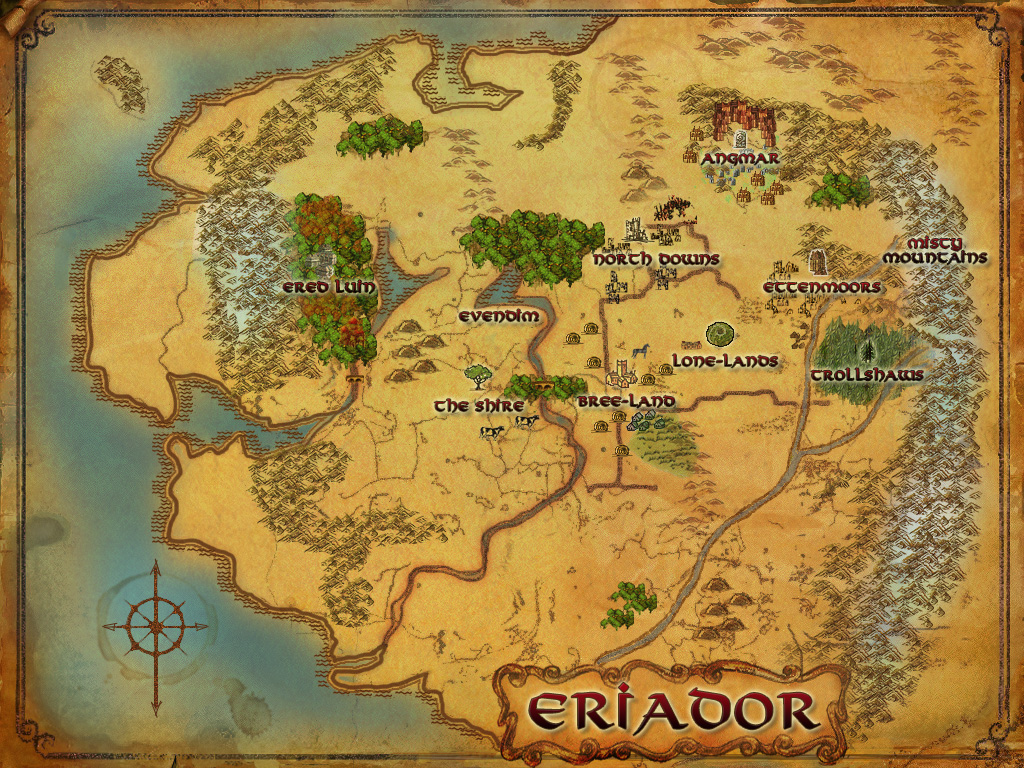 ANGMAR
MISTY
MOUNTAINS
NORTH DOWNS
ERED LUIN
ETTENMOORS
EVENDIM
LONE-LANDS
TROLLSHAWS
THE SHIRE
BREE-LAND
ERIADOR